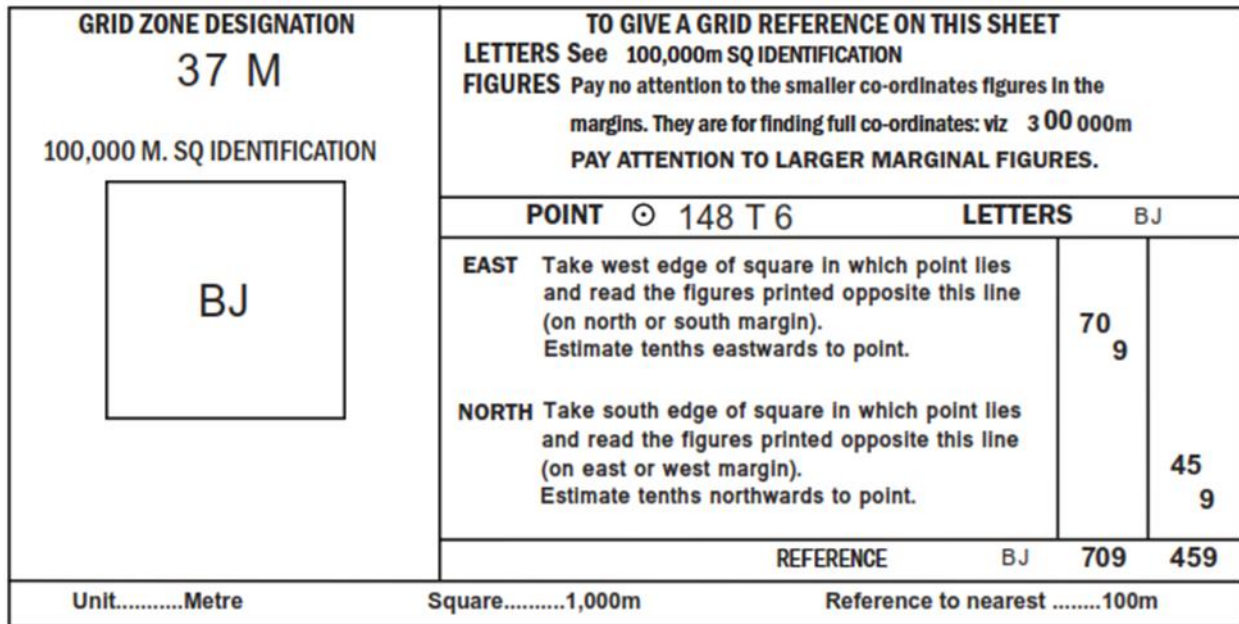 GRID ZONE DESIGNATION
37 M
100,000 M. SQ IDENTIFICATION
BJ
TO GIVE A GRID REFERENCE ON THIS SHEET
LETTERS See 100,000m SQ IDENTIFICATION
FIGURES Pay no attention to the smaller co-ordinates figures in the
margins. They are for finding full co-ordinates: viz 3 00 000m
PAY ATTENTION TO LARGER MARGINAL FIGURES.
POINT ⊙ 148 T 6 LETTERS BJ
EAST Take west edge of square in which point lies
and read the figures printed opposite this line
(on north or south margin). 70
Estimate tenths eastwards to point. 9
NORTH Take south edge of square in which point lies
and read the figures printed opposite this line
(on east or west margin). 45
Estimate tenths northwards to point. 9
REFERENCE BJ 709 459
Unit...........Metre Square..........1,000m Reference to nearest ........100m